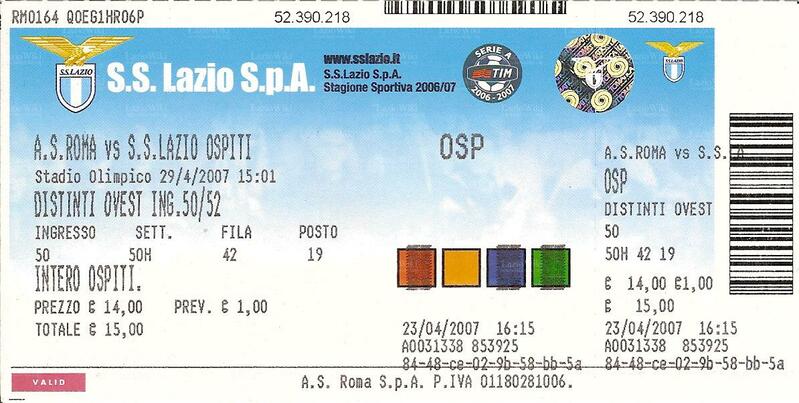 RM0164 Q0EG1HR06P 52.390.218 52.390.218
S.S.LAZIO
S.S. Lazio S.p.A.
www.sslazio.it
S.S.Lazio S.p.A.
Stagione Sportiva 2006/07
SERIE A
TIM
2006-2007
S.S.LAZIO
A.S.ROMA vs S.S.LAZIO OSPITI
Stadio Olimpico 29/4/2007 15:01
DISTINTI OVEST ING.50/52
INGRESSO SETT. FILA POSTO
50 50H 42 19
INTERO OSPITI.
PREZZO € 14,00 PREV. € 1,00
TOTALE € 15,00
OSP
23/04/2007 16:15
A0031338 853925
84-48-ce-02-9b-58-bb-5a
A.S.ROMA vs S.S.LA
OSP
DISTINTI OVEST
50
50H 42 19
€ 14,00 €1,00
€ 15,00
23/04/2007 16:15
A0031338 853925
84-48-ce-02-9b-58-bb-5a
VALID
A.S. Roma S.p.A. P.IVA 01180281006.